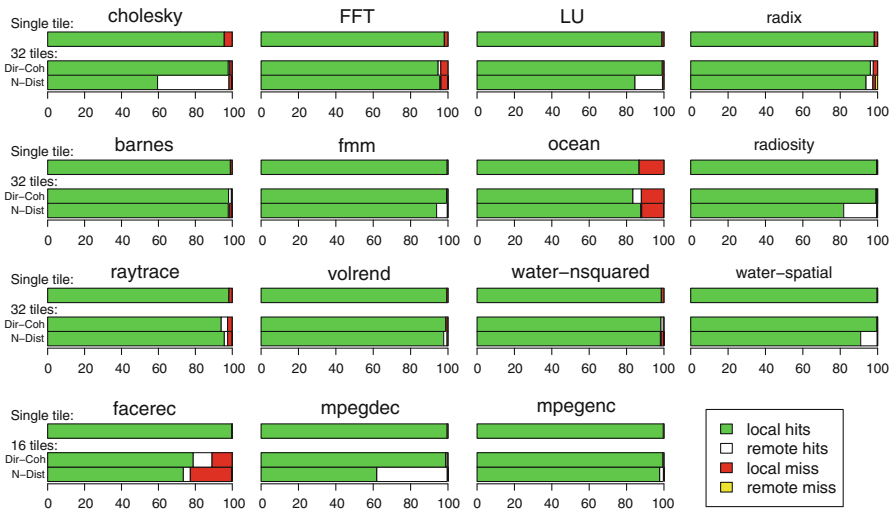 cholesky FFT LU radix
Single tile:
32 tiles:
Dir−Coh
N−Dist
0 20 40 60 80 100 0 20 40 60 80 100 0 20 40 60 80 100 0 20 40 60 80 100
barnes fmm ocean radiosity
Single tile:
32 tiles:
Dir−Coh
N−Dist
0 20 40 60 80 100 0 20 40 60 80 100 0 20 40 60 80 100 0 20 40 60 80 100
raytrace volrend water−nsquared water−spatial
Single tile:
32 tiles:
Dir−Coh
N−Dist
0 20 40 60 80 100 0 20 40 60 80 100 0 20 40 60 80 100 0 20 40 60 80 100
facerec mpegdec mpegenc
Single tile:
16 tiles:
Dir−Coh
N−Dist
0 20 40 60 80 100 0 20 40 60 80 100 0 20 40 60 80 100
local hits
remote hits
local miss
remote miss